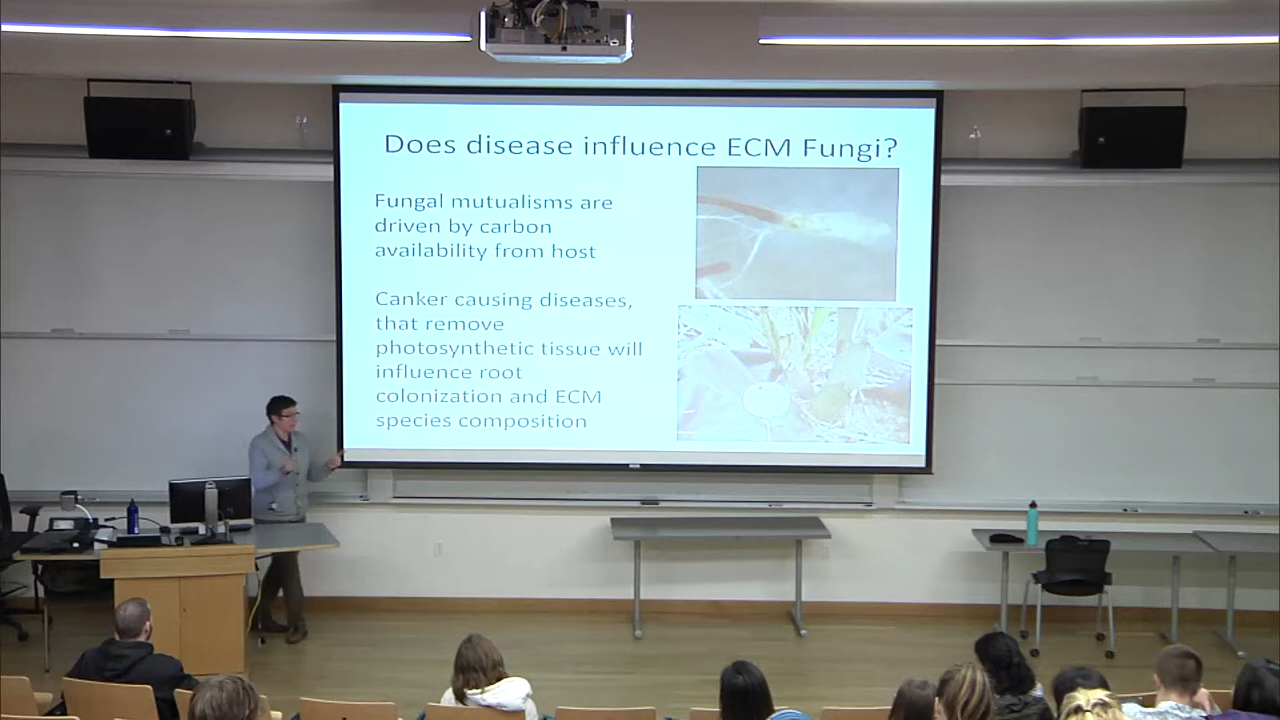 Does disease influence ECM Fungi?
Fungal mutualisms are
driven by carbon
availability from host
Canker causing diseases,
that remove
photosynthetic tissue will
influence root
colonization and ECM
species composition